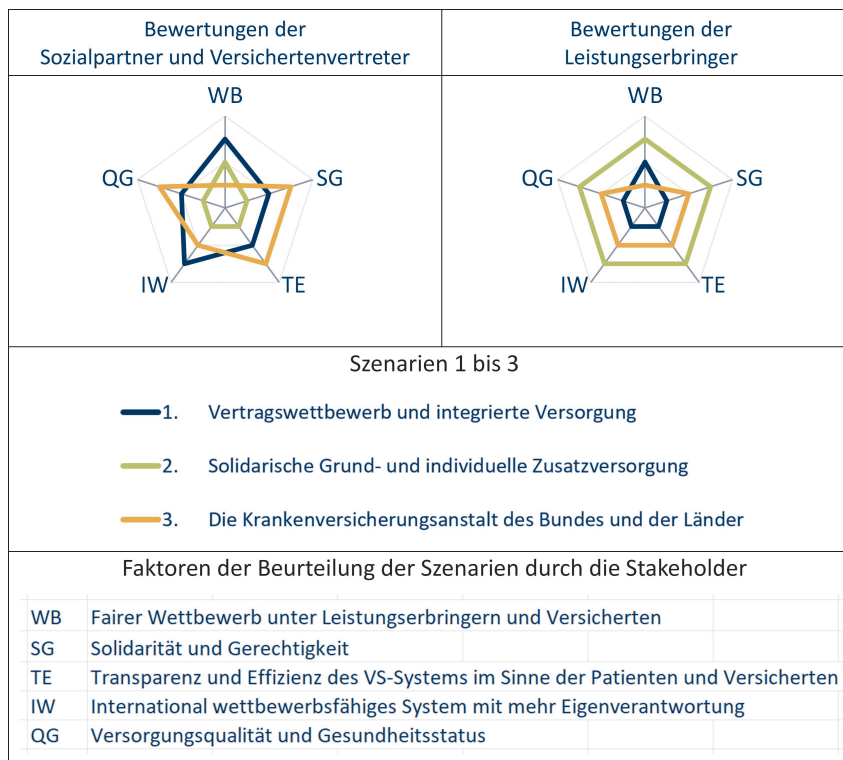 Bewertungen der
Sozialpartner und Versichertenvertreter
Bewertungen der
Leistungserbringer
WB
QG
SG
IW
TE
WB
QG
SG
IW
TE
Szenarien 1 bis 3
1. Vertragswettbewerb und integrierte Versorgung
2. Solidarische Grund- und individuelle Zusatzversorgung
3. Die Krankenversicherungsanstalt des Bundes und der Länder
Faktoren der Beurteilung der Szenarien durch die Stakeholder
WB Fairer Wettbewerb unter Leistungserbringern und Versicherten
SG Solidarität und Gerechtigkeit
TE Transparenz und Effizienz des VS-Systems im Sinne der Patienten und Versicherten
IW International wettbewerbsfähiges System mit mehr Eigenverantwortung
QG Versorgungsqualität und Gesundheitsstatus